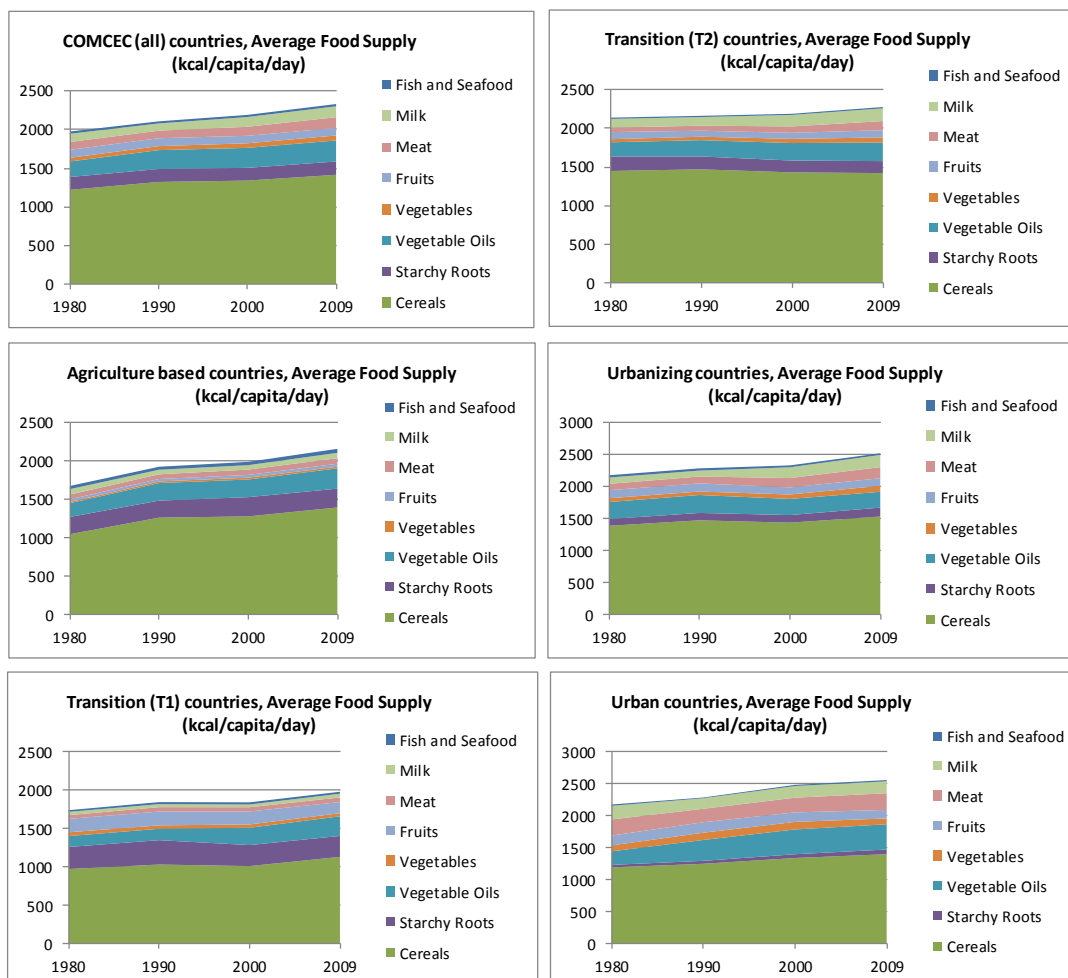 COMCEC (all) countries, Average Food Supply
(kcal/capita/day)
2500
2000
1500
1000
500
0
1980
1990
2000
2009
Fish and Seafood
Milk
Meat
Fruits
Vegetables
Vegetable Oils
Starchy Roots
Cereals
Transition (T2) countries, Average Food Supply
(kcal/capita/day)
2500
2000
1500
1000
500
0
1980
1990
2000
2009
Fish and Seafood
Milk
Meat
Fruits
Vegetables
Vegetable Oils
Starchy Roots
Cereals
Agriculture based countries, Average Food Supply
(kcal/capita/day)
2500
2000
1500
1000
500
0
1980
1990
2000
2009
Fish and Seafood
Milk
Meat
Fruits
Vegetables
Vegetable Oils
Starchy Roots
Cereals
Urbanizing countries, Average Food Supply
(kcal/capita/day)
3000
2500
2000
1500
1000
500
0
1980
1990
2000
2009
Fish and Seafood
Milk
Meat
Fruits
Vegetables
Vegetable Oils
Starchy Roots
Cereals
Transition (T1) countries, Average Food Supply
(kcal/capita/day)
2500
2000
1500
1000
500
0
1980
1990
2000
2009
Fish and Seafood
Milk
Meat
Fruits
Vegetables
Vegetable Oils
Starchy Roots
Cereals
Urban countries, Average Food Supply
(kcal/capita/day)
3000
2500
2000
1500
1000
500
0
1980
1990
2000
2009
Fish and Seafood
Milk
Meat
Fruits
Vegetables
Vegetable Oils
Starchy Roots
Cereals